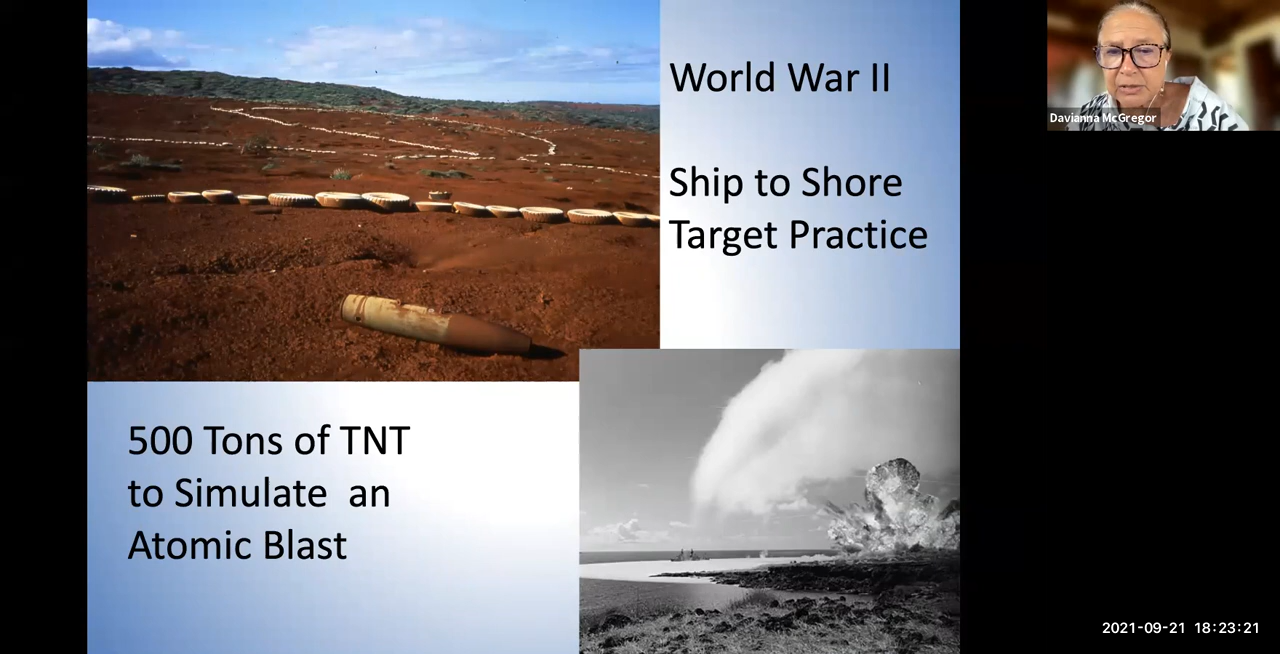 World War II
Ship to Shore
Target Practice
Davianna McGregor
500 Tons of TNT
to Simulate  an
Atomic Blast
2021-09-21 18:23:21